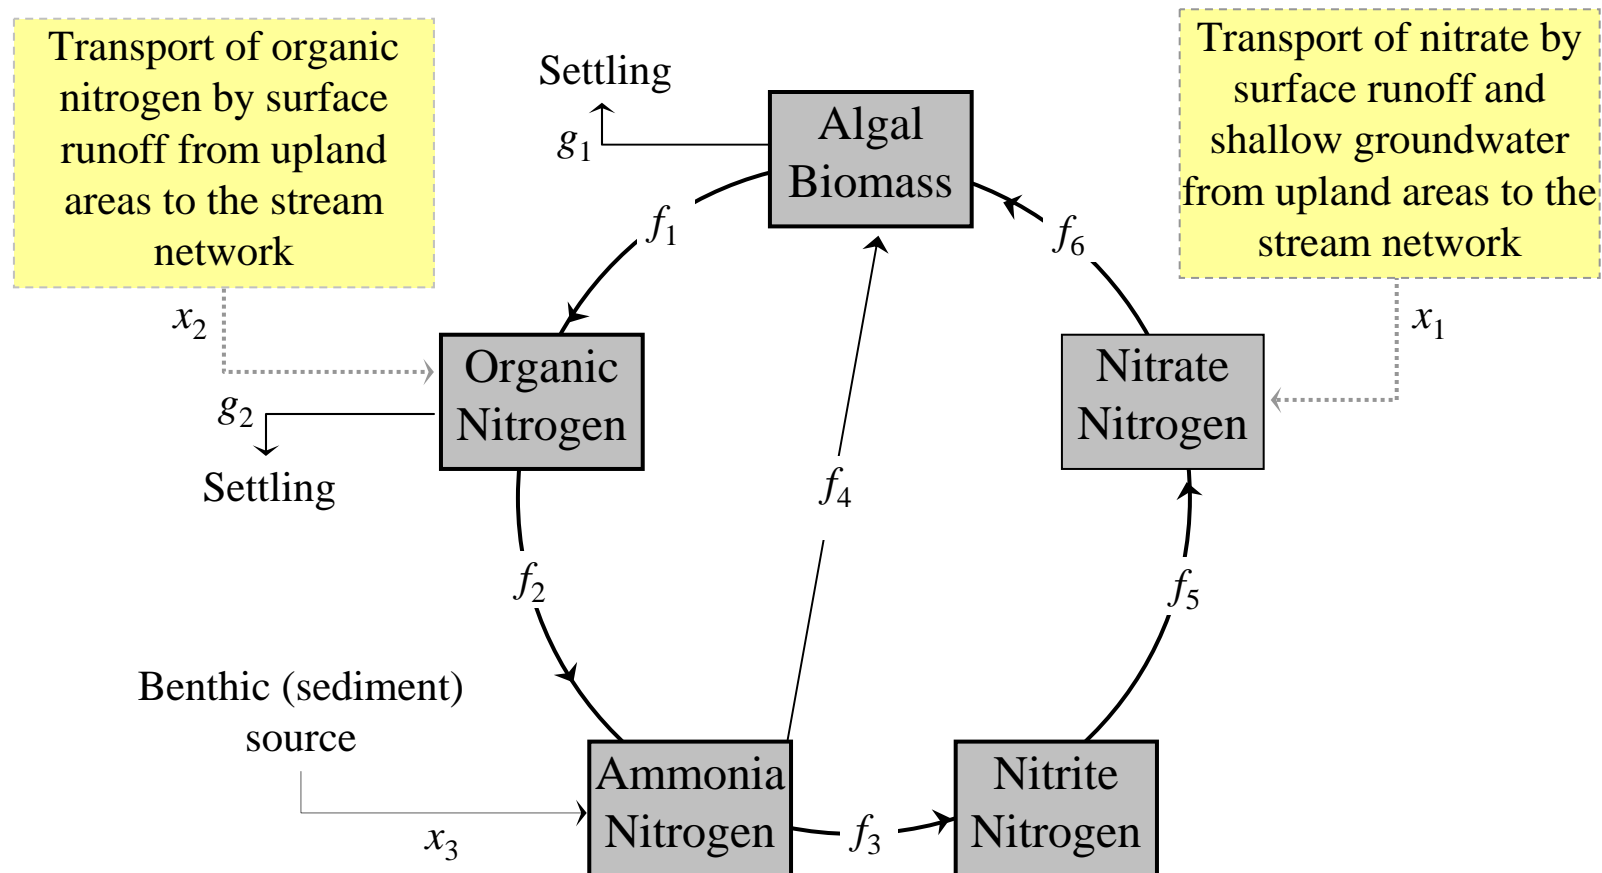 Transport of organic
nitrogen by surface
runoff from upland
areas to the stream
network
Settling
g1
Algal
Biomass
Transport of nitrate by
surface runoff and
shallow groundwater
from upland areas to the
stream network
f1
f6
x2
x1
Organic
Nitrogen
Nitrate
Nitrogen
g2
Settling
f4
f2
f5
Benthic (sediment)
source
x3
Ammonia
Nitrogen
f3
Nitrite
Nitrogen